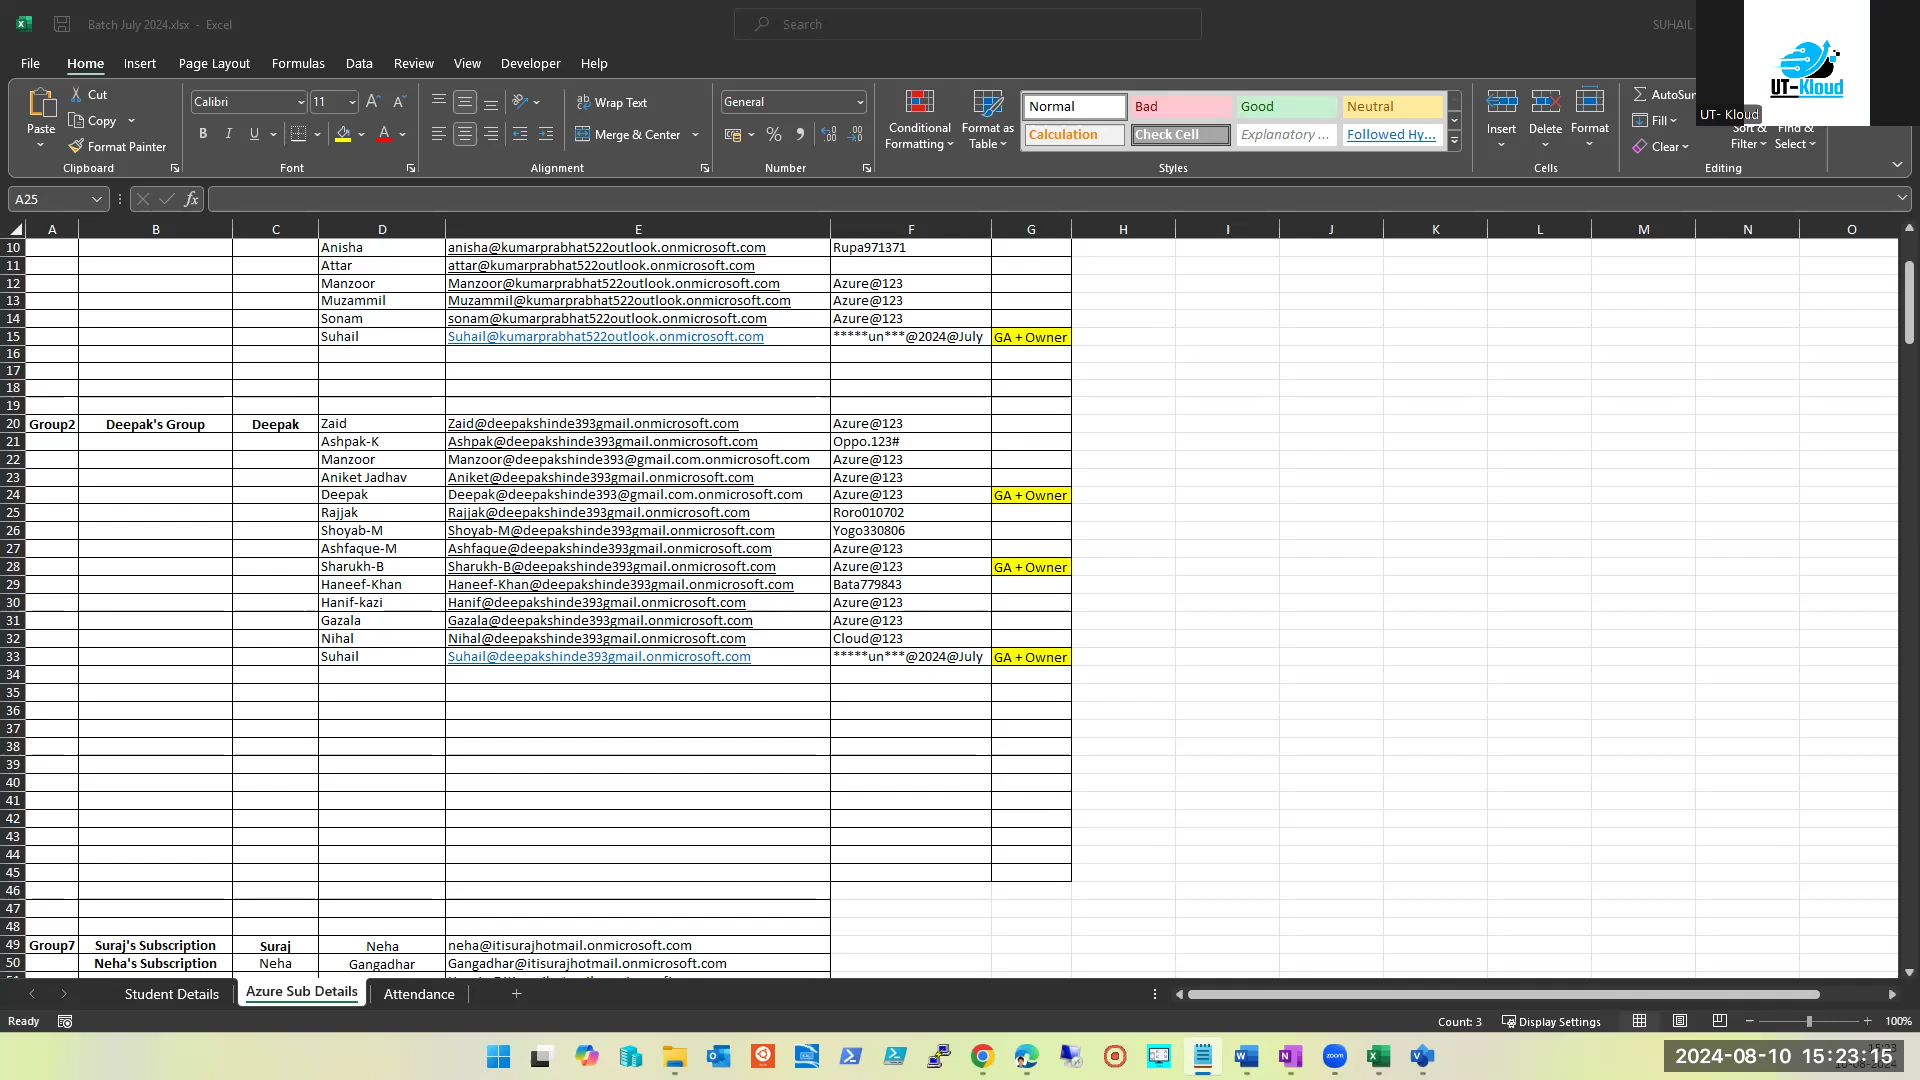 Batch July 2024.xlsx - Excel
Search
SUHAIL
UT-Kloud
UT- Kloud
File Home Insert Page Layout Formulas Data Review View Developer Help
Paste
Cut
Copy
Format Painter
Clipboard
Calibri 11
B I U
Font
Wrap Text
Merge & Center
Alignment
General
Number
Conditional Formatting
Format as Table
Normal Bad Good Neutral
Calculation Check Cell Explanatory ... Followed Hy...
Styles
Insert Delete Format
Cells
AutoSum
Fill
Clear
Sort & Filter
Find & Select
Editing
A25
fx
A B C D E F G H I J K L M N O
10 Anisha anisha@kumarprabhat522outlook.onmicrosoft.com Rupa971371
11 Attar attar@kumarprabhat522outlook.onmicrosoft.com
12 Manzoor Manzoor@kumarprabhat522outlook.onmicrosoft.com Azure@123
13 Muzammil Muzammil@kumarprabhat522outlook.onmicrosoft.com Azure@123
14 Sonam sonam@kumarprabhat522outlook.onmicrosoft.com Azure@123
15 Suhail Suhail@kumarprabhat522outlook.onmicrosoft.com *****un***@2024@July GA + Owner
16
17
18
19
20 Group2 Deepak's Group Deepak Zaid Zaid@deepakshinde393gmail.onmicrosoft.com Azure@123
21 Ashpak-K Ashpak@deepakshinde393gmail.onmicrosoft.com Oppo.123#
22 Manzoor Manzoor@deepakshinde393@gmail.com.onmicrosoft.com Azure@123
23 Aniket Jadhav Aniket@deepakshinde393gmail.onmicrosoft.com Azure@123
24 Deepak Deepak@deepakshinde393@gmail.com.onmicrosoft.com Azure@123 GA + Owner
25 Rajjak Rajjak@deepakshinde393gmail.onmicrosoft.com Roro010702
26 Shoyab-M Shoyab-M@deepakshinde393gmail.onmicrosoft.com Yogo330806
27 Ashfaque-M Ashfaque@deepakshinde393gmail.onmicrosoft.com Azure@123
28 Sharukh-B Sharukh-B@deepakshinde393gmail.onmicrosoft.com Azure@123 GA + Owner
29 Haneef-Khan Haneef-Khan@deepakshinde393gmail.onmicrosoft.com Bata779843
30 Hanif-kazi Hanif@deepakshinde393gmail.onmicrosoft.com Azure@123
31 Gazala Gazala@deepakshinde393gmail.onmicrosoft.com Azure@123
32 Nihal Nihal@deepakshinde393gmail.onmicrosoft.com Cloud@123
33 Suhail Suhail@deepakshinde393gmail.onmicrosoft.com *****un***@2024@July GA + Owner
34
35
36
37
38
39
40
41
42
43
44
45
46
47
48
49 Group7 Suraj's Subscription Suraj Neha neha@itisurajhotmail.onmicrosoft.com
50 Neha's Subscription Neha Gangadhar Gangadhar@itisurajhotmail.onmicrosoft.com
Student Details Azure Sub Details Attendance
Ready
Count: 3
Display Settings
100%
2024-08-10 15:23:15